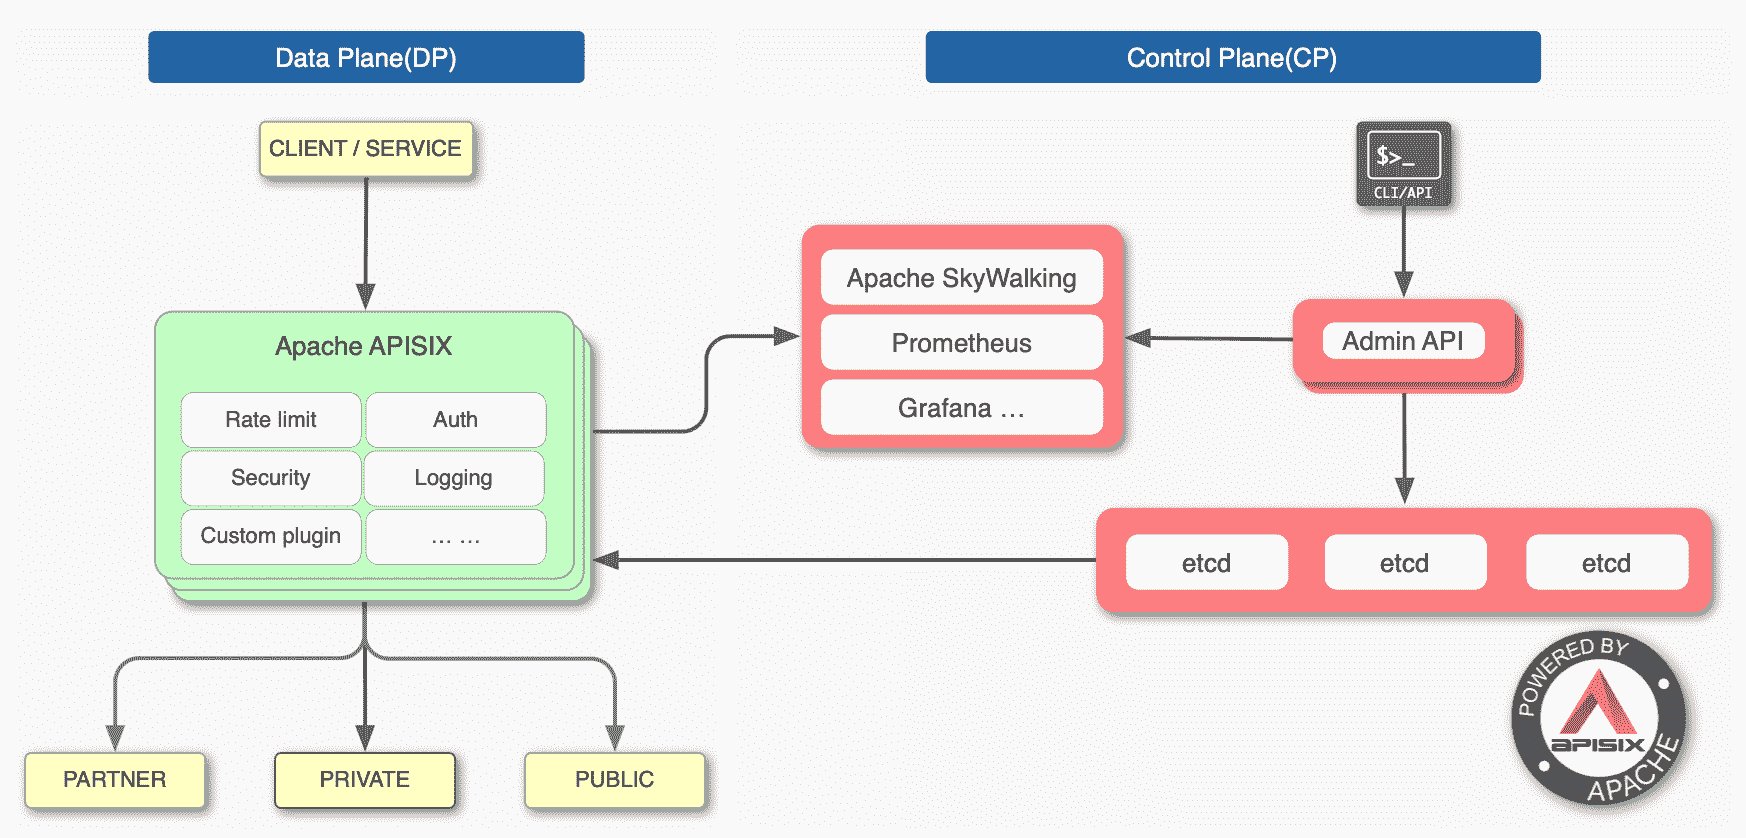 Data Plane(DP)
Control Plane(CP)
CLIENT / SERVICE
$>_
CLI/API
Apache SkyWalking
Prometheus
Grafana ...
Admin API
Apache APISIX
Rate limit
Auth
Security
Logging
Custom plugin
... ...
etcd
etcd
etcd
PARTNER
PRIVATE
PUBLIC
POWERED BY
APISIX
APACHE